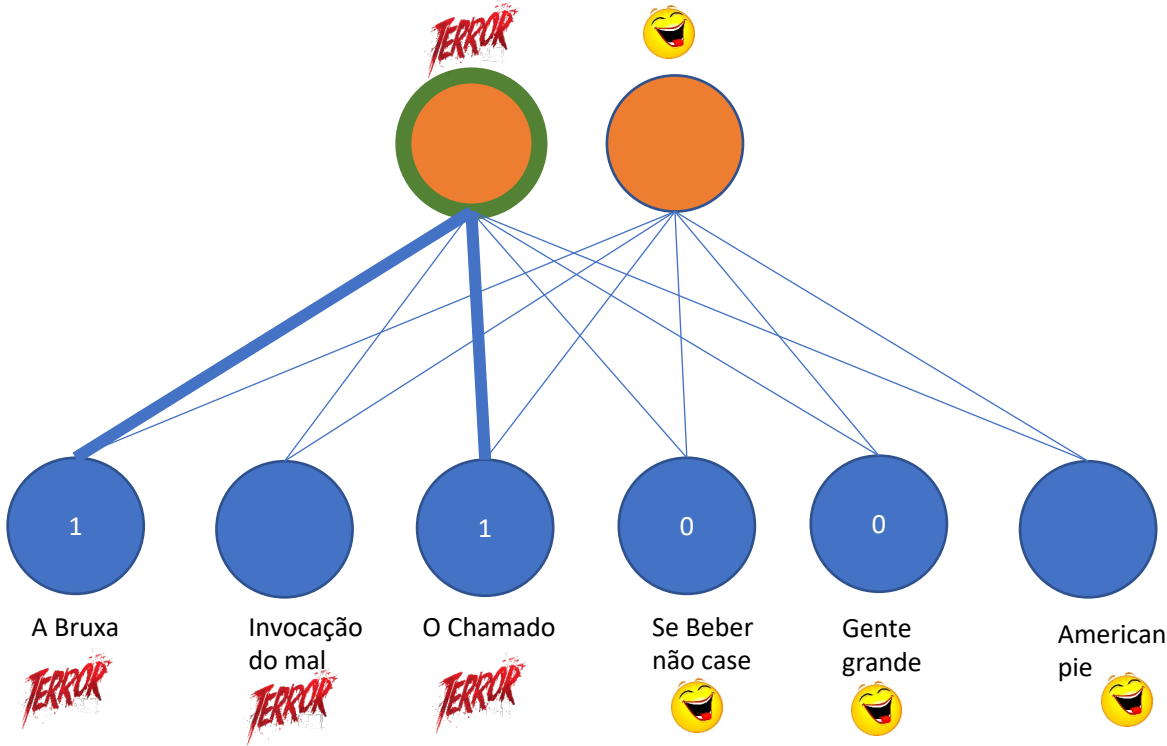 TERROR
1
1
0
0
A Bruxa
Invocação
do mal
O Chamado
Se Beber
não case
Gente
grande
American
pie
TERROR
TERROR
TERROR